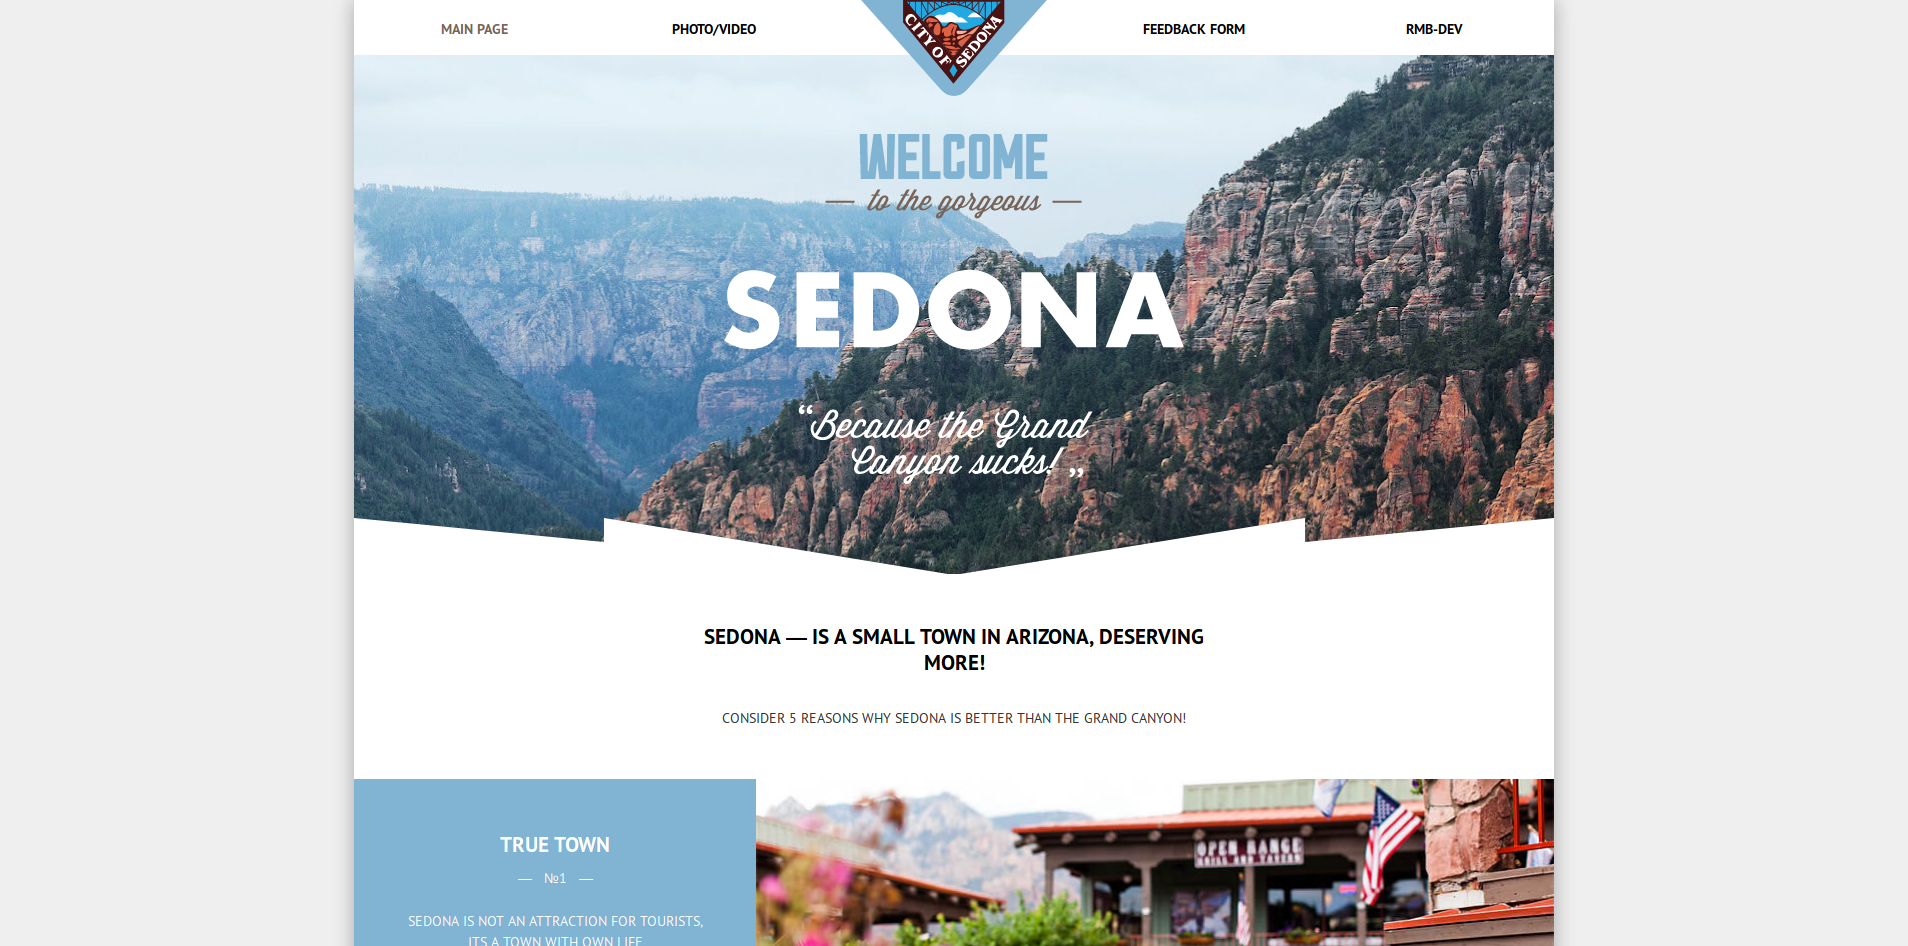 MAIN PAGE
PHOTO/VIDEO
CITY OF SEDONA
FEEDBACK FORM
RMB-DEV
WELCOME
— to the gorgeous —
SEDONA
“Because the Grand
Canyon sucks!”
SEDONA — IS A SMALL TOWN IN ARIZONA, DESERVING
MORE!
CONSIDER 5 REASONS WHY SEDONA IS BETTER THAN THE GRAND CANYON!
TRUE TOWN
— №1 —
SEDONA IS NOT AN ATTRACTION FOR TOURISTS,
ITS A TOWN WITH OWN LIFE
OPEN RANGE
GRILL AND TAVERN